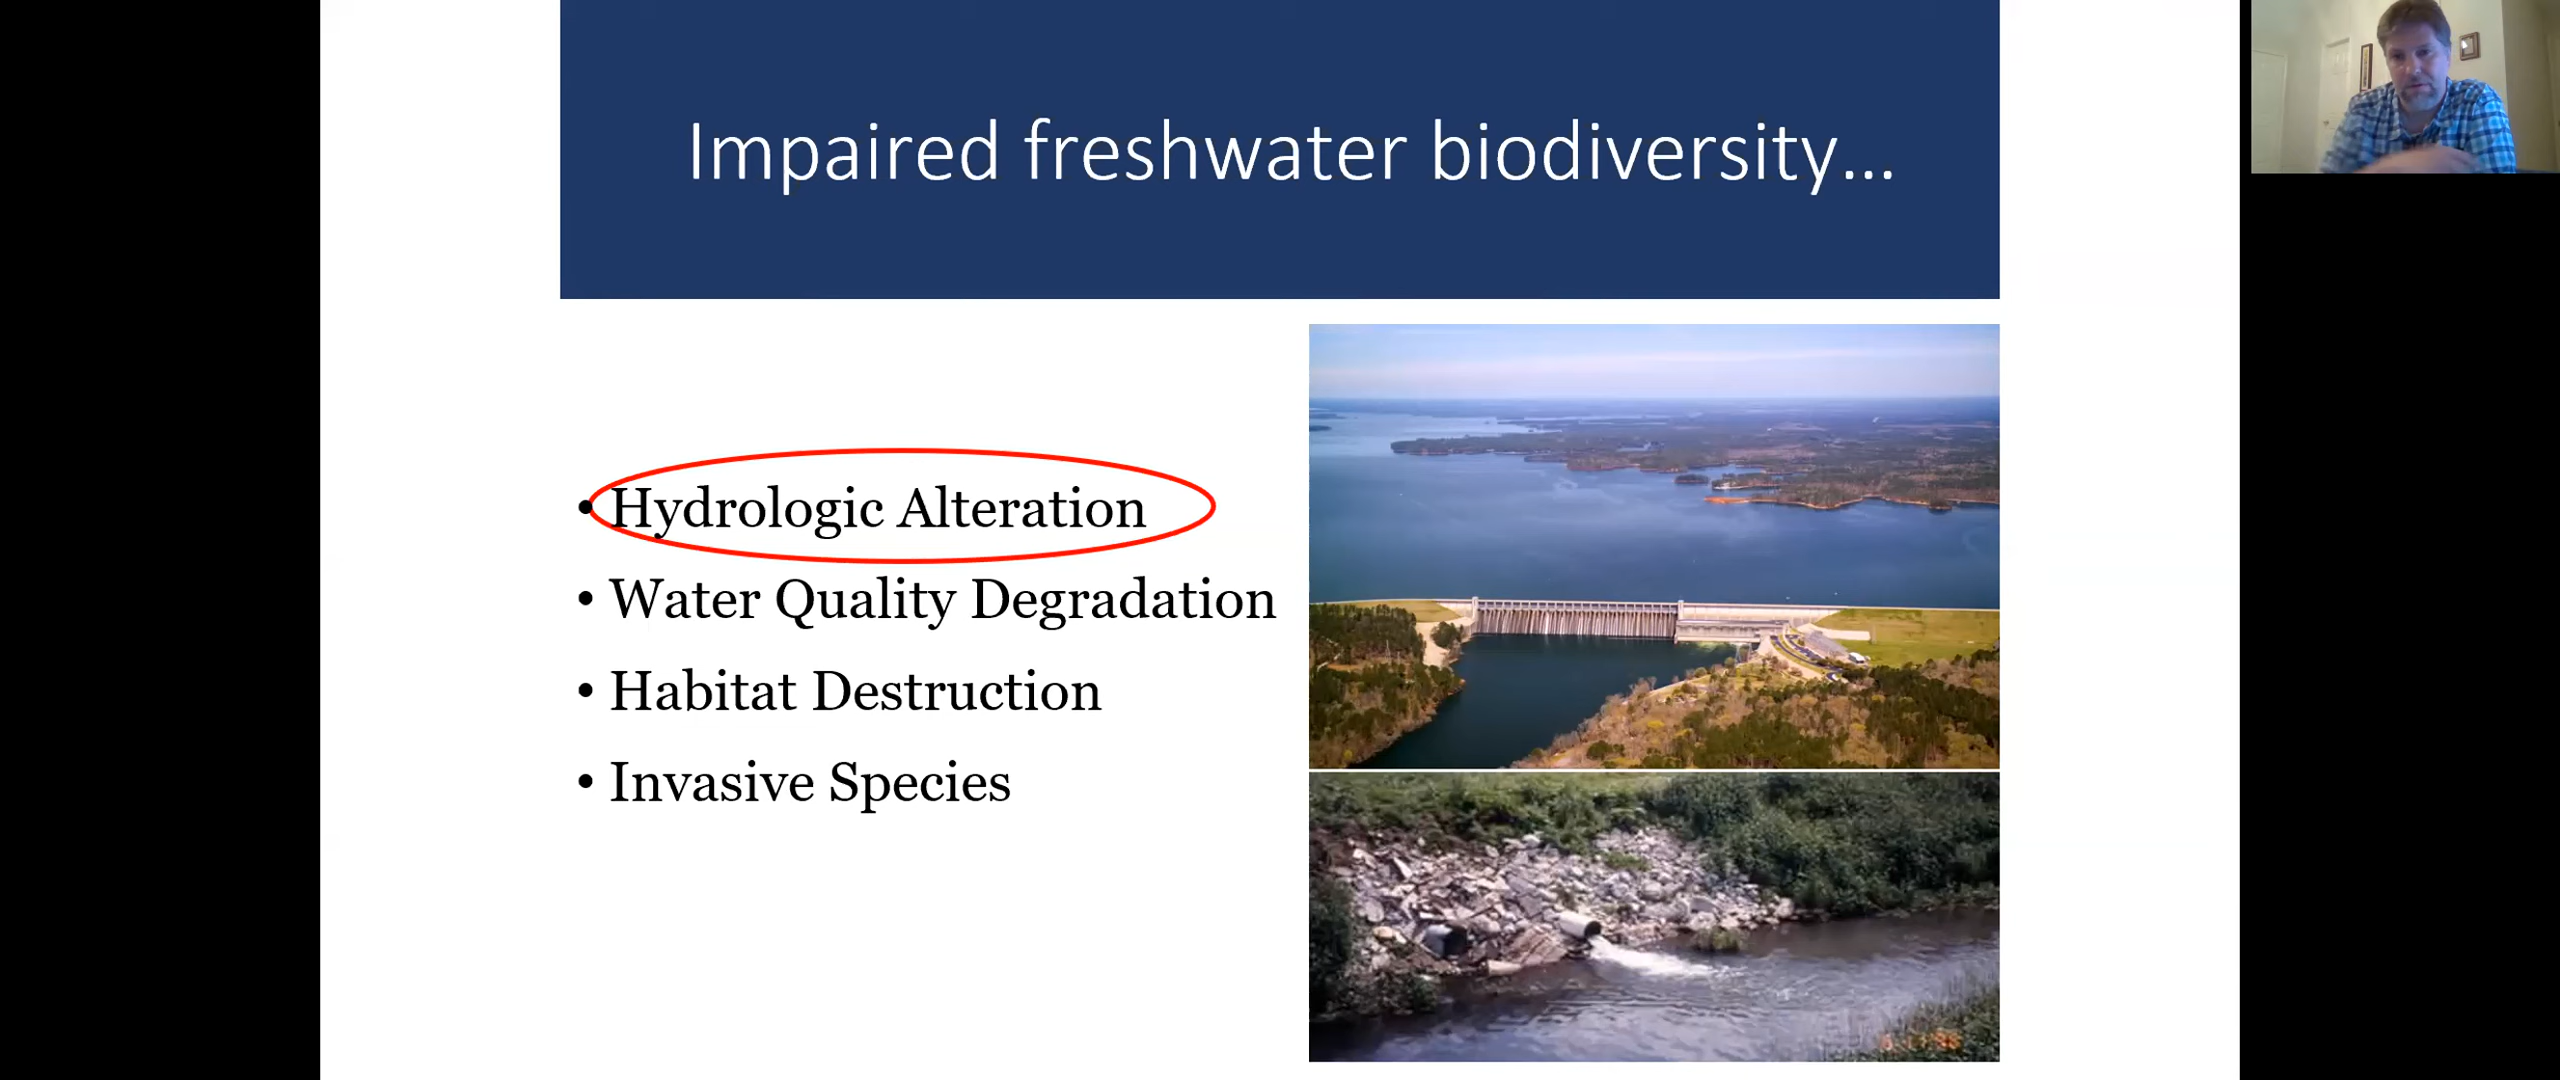 Impaired freshwater biodiversity...
• Hydrologic Alteration
• Water Quality Degradation
• Habitat Destruction
• Invasive Species